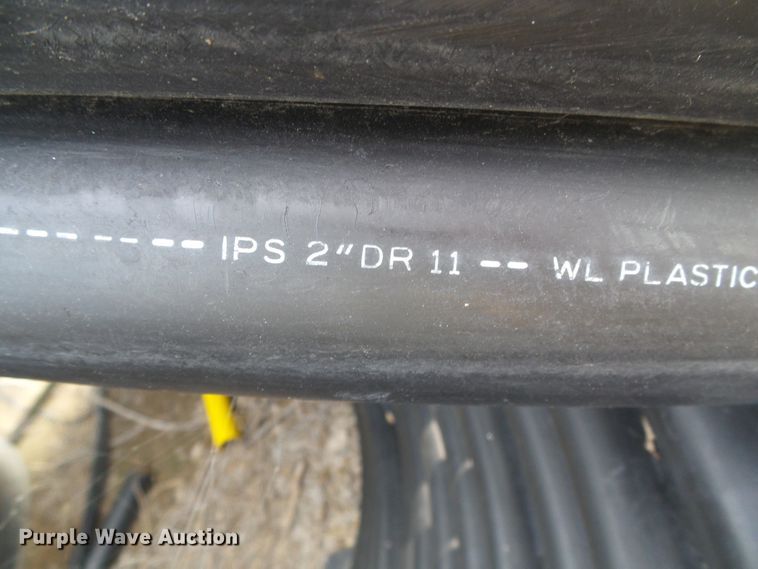 IPS 2" DR 11 -- WL PLASTIC
Purple Wave Auction